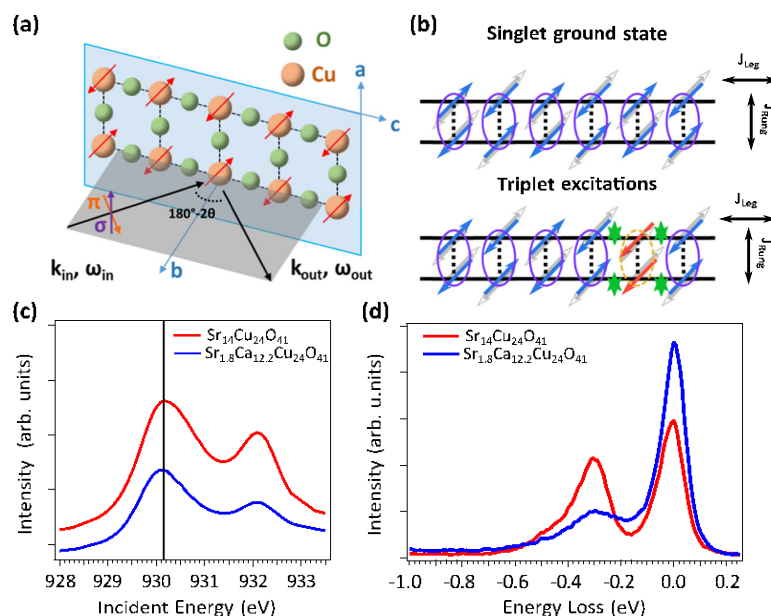 (a)
O
Cu
a
c
b
π
σ
180°-2θ
k_in, ω_in
k_out, ω_out
(b)
Singlet ground state
J_Leg
J_Rung
Triplet excitations
J_Leg
J_Rung
(c)
Sr₁₄Cu₂₄O₄₁
Sr₁.₈Ca₁₂.₂Cu₂₄O₄₁
Intensity (arb. units)
928 929 930 931 932 933
Incident Energy (eV)
(d)
Sr₁₄Cu₂₄O₄₁
Sr₁.₈Ca₁₂.₂Cu₂₄O₄₁
Intensity (arb. units)
-1.0 -0.8 -0.6 -0.4 -0.2 0.0 0.2
Energy Loss (eV)